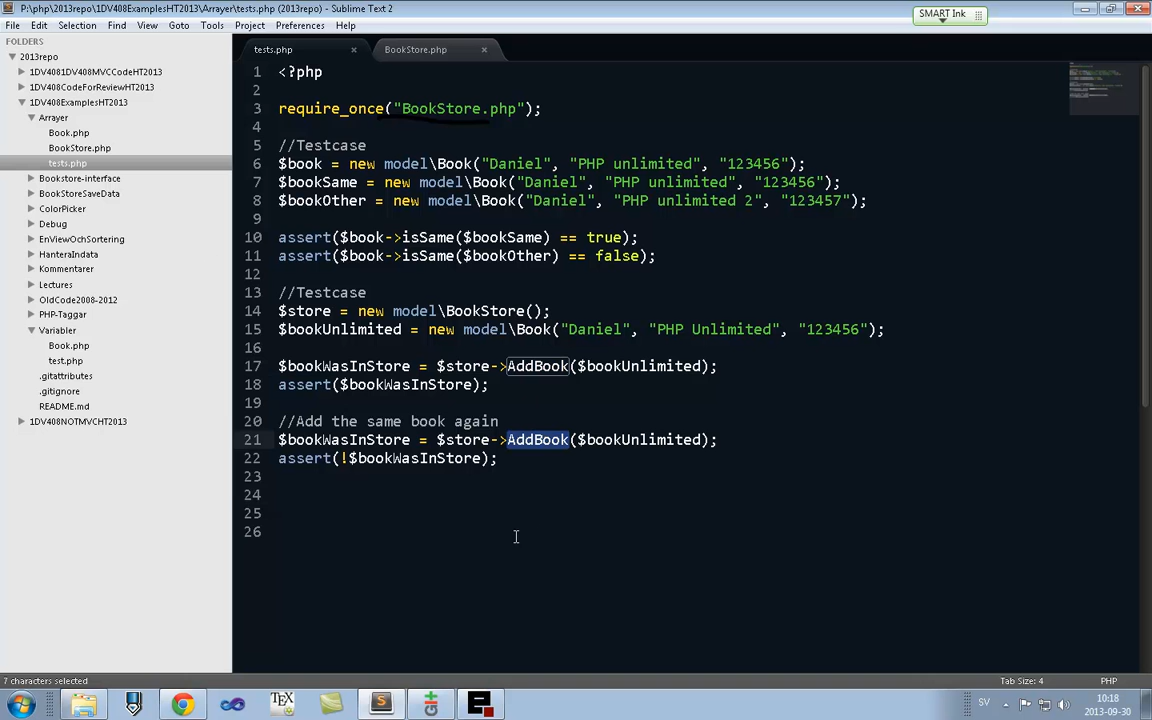 P:\php\2013repo\1DV408ExamplesHT2013\Arrayer\tests.php (2013repo) - Sublime Text 2
SMART Ink
File Edit Selection Find View Goto Tools Project Preferences Help
FOLDERS
2013repo
1DV4081DV408MVCCodeHT2013
1DV408CodeForReviewHT2013
1DV408ExamplesHT2013
Arrayer
Book.php
BookStore.php
tests.php
Bookstore-interface
BookStoreSaveData
ColorPicker
Debug
EnViewOchSortering
HanteraIndata
Kommentarer
Lectures
OldCode2008-2012
PHP-Taggar
Variabler
Book.php
test.php
.gitattributes
.gitignore
README.md
1DV408NOTMVCHT2013
tests.php BookStore.php
1 <?php
2
3 require_once("BookStore.php");
4
5 //Testcase
6 $book = new model\Book("Daniel", "PHP unlimited", "123456");
7 $bookSame = new model\Book("Daniel", "PHP unlimited", "123456");
8 $bookOther = new model\Book("Daniel", "PHP unlimited 2", "123457");
9
10 assert($book->isSame($bookSame) == true);
11 assert($book->isSame($bookOther) == false);
12
13 //Testcase
14 $store = new model\BookStore();
15 $bookUnlimited = new model\Book("Daniel", "PHP Unlimited", "123456");
16
17 $bookWasInStore = $store->AddBook($bookUnlimited);
18 assert($bookWasInStore);
19
20 //Add the same book again
21 $bookWasInStore = $store->AddBook($bookUnlimited);
22 assert(!$bookWasInStore);
23
24
25
26
7 characters selected
Tab Size: 4 PHP
TEX
SV
10:18
2013-09-30